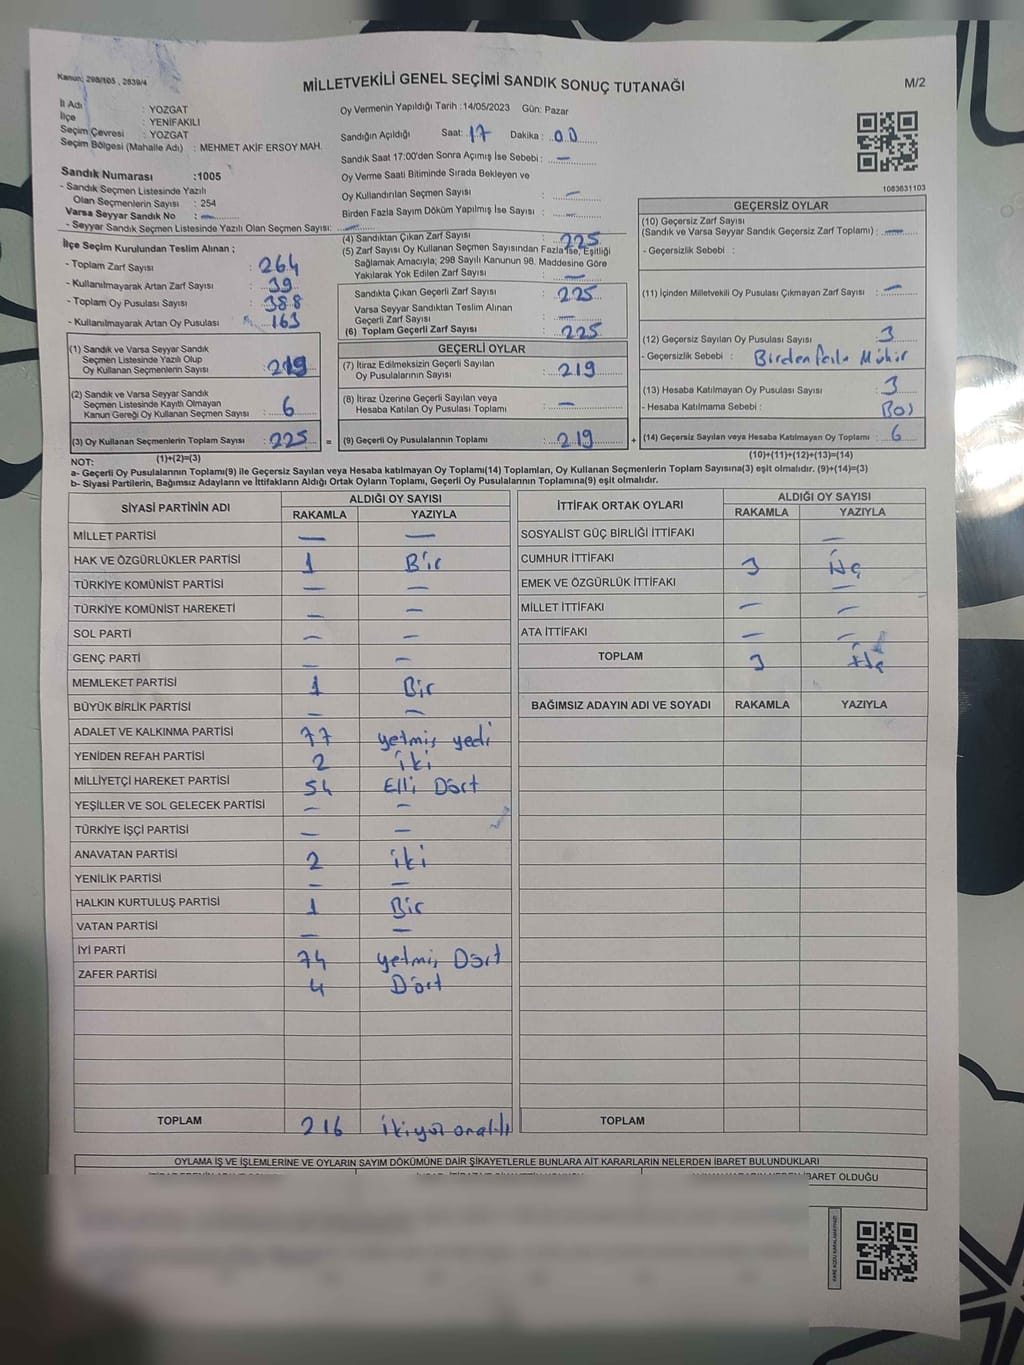 Kanun: 298/105 , 2839/4
MİLLETVEKİLİ GENEL SEÇİMİ SANDIK SONUÇ TUTANAĞI
M/2
İl Adı : YOZGAT
İlçe : YENİFAKILI
Seçim Çevresi : YOZGAT
Seçim Bölgesi (Mahalle Adı) : MEHMET AKİF ERSOY MAH.
Oy Vermenin Yapıldığı Tarih :14/05/2023 Gün: Pazar
Sandığın Açıldığı Saat: 17 Dakika : 00
Sandık Saat 17:00'den Sonra Açımış İse Sebebi : —
Oy Verme Saati Bitiminde Sırada Bekleyen ve
Oy Kullandırılan Seçmen Sayısı : —
Birden Fazla Sayım Döküm Yapılmış İse Sayısı : —
1083631103
Sandık Numarası :1005
- Sandık Seçmen Listesinde Yazılı
Olan Seçmenlerin Sayısı : 254
Varsa Seyyar Sandık No : —
- Seyyar Sandık Seçmen Listesinde Yazılı Olan Seçmen Sayısı: —
İlçe Seçim Kurulundan Teslim Alınan ;
- Toplam Zarf Sayısı : 264
- Kullanılmayarak Artan Zarf Sayısı : 39
- Toplam Oy Pusulası Sayısı : 388
- Kullanılmayarak Artan Oy Pusulası : 163
(1) Sandık ve Varsa Seyyar Sandık
Seçmen Listesinde Yazılı Olup
Oy Kullanan Seçmenlerin Sayısı : 219
(2) Sandık ve Varsa Seyyar Sandık
Seçmen Listesinde Kayıtlı Olmayan
Kanun Gereği Oy Kullanan Seçmen Sayısı : 6
(3) Oy Kullanan Seçmenlerin Toplam Sayısı : 225
(1)+(2)=(3)
(4) Sandıktan Çıkan Zarf Sayısı : 225
(5) Zarf Sayısı Oy Kullanan Seçmen Sayısından Fazla İse, Eşitliği
Sağlamak Amacıyla; 298 Sayılı Kanunun 98. Maddesine Göre
Yakılarak Yok Edilen Zarf Sayısı : —
Sandıkta Çıkan Geçerli Zarf Sayısı : 225
Varsa Seyyar Sandıktan Teslim Alınan
Geçerli Zarf Sayısı : —
(6) Toplam Geçerli Zarf Sayısı : 225
GEÇERLİ OYLAR
(7) İtiraz Edilmeksizin Geçerli Sayılan
Oy Pusulalarının Sayısı : 219
(8) İtiraz Üzerine Geçerli Sayılan veya
Hesaba Katılan Oy Pusulası Toplamı : —
= (9) Geçerli Oy Pusulalarının Toplamı : 219 +
GEÇERSİZ OYLAR
(10) Geçersiz Zarf Sayısı
(Sandık ve Varsa Seyyar Sandık Geçersiz Zarf Toplamı) : —
- Geçersizlik Sebebi :
(11) İçinden Milletvekili Oy Pusulası Çıkmayan Zarf Sayısı : —
(12) Geçersiz Sayılan Oy Pusulası Sayısı : 3
- Geçersizlik Sebebi : Birden fazla Mühür
(13) Hesaba Katılmayan Oy Pusulası Sayısı : 3
- Hesaba Katılmama Sebebi : Boş
(14) Geçersiz Sayılan veya Hesaba Katılmayan Oy Toplamı : 6
(10)+(11)+(12)+(13)=(14)
NOT:
a- Geçerli Oy Pusulalarının Toplamı(9) ile Geçersiz Sayılan veya Hesaba katılmayan Oy Toplamı(14) Toplamları, Oy Kullanan Seçmenlerin Toplam Sayısına(3) eşit olmalıdır. (9)+(14)=(3)
b- Siyasi Partilerin, Bağımsız Adayların ve İttifakların Aldığı Ortak Oyların Toplamı, Geçerli Oy Pusulalarının Toplamına(9) eşit olmalıdır.
SİYASİ PARTİNİN ADI ALDIĞI OY SAYISI
RAKAMLA YAZIYLA
MİLLET PARTİSİ — —
HAK VE ÖZGÜRLÜKLER PARTİSİ 1 Bir
TÜRKİYE KOMÜNİST PARTİSİ — —
TÜRKİYE KOMÜNİST HAREKETİ — —
SOL PARTİ — —
GENÇ PARTİ — —
MEMLEKET PARTİSİ 1 Bir
BÜYÜK BİRLİK PARTİSİ — —
ADALET VE KALKINMA PARTİSİ 77 yetmiş yedi
YENİDEN REFAH PARTİSİ 2 iki
MİLLİYETÇİ HAREKET PARTİSİ 54 Elli Dört
YEŞİLLER VE SOL GELECEK PARTİSİ — —
TÜRKİYE İŞÇİ PARTİSİ — —
ANAVATAN PARTİSİ 2 iki
YENİLİK PARTİSİ — —
HALKIN KURTULUŞ PARTİSİ 1 Bir
VATAN PARTİSİ — —
İYİ PARTİ 74 yetmiş Dört
ZAFER PARTİSİ 4 Dört
TOPLAM 216 ikiyüz onaltı
İTTİFAK ORTAK OYLARI ALDIĞI OY SAYISI
RAKAMLA YAZIYLA
SOSYALİST GÜÇ BİRLİĞİ İTTİFAKI —
CUMHUR İTTİFAKI 3 üç
EMEK VE ÖZGÜRLÜK İTTİFAKI —
MİLLET İTTİFAKI — —
ATA İTTİFAKI — —
TOPLAM 3 üç
BAĞIMSIZ ADAYIN ADI VE SOYADI RAKAMLA YAZIYLA
TOPLAM
OYLAMA İŞ VE İŞLEMLERİNE VE OYLARIN SAYIM DÖKÜMÜNE DAİR ŞİKAYETLERLE BUNLARA AİT KARARLARIN NELERDEN İBARET BULUNDUKLARI
BARET OLDUĞU